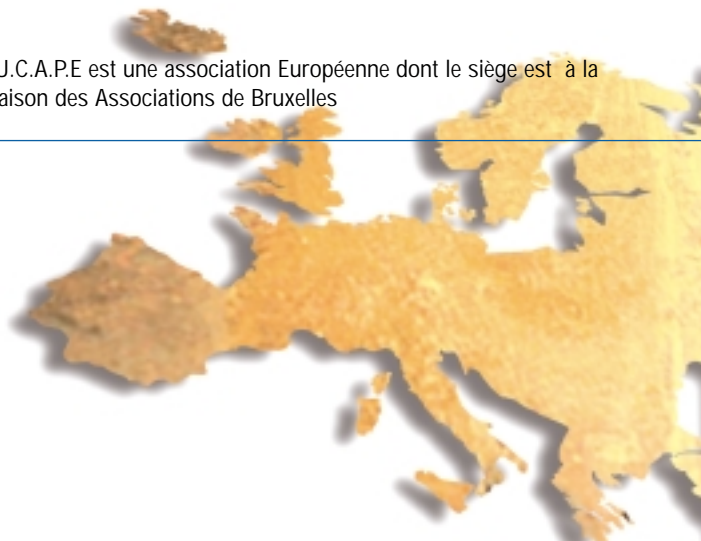 J.C.A.P.E est une association Européenne dont le siège est à la
aison des Associations de Bruxelles